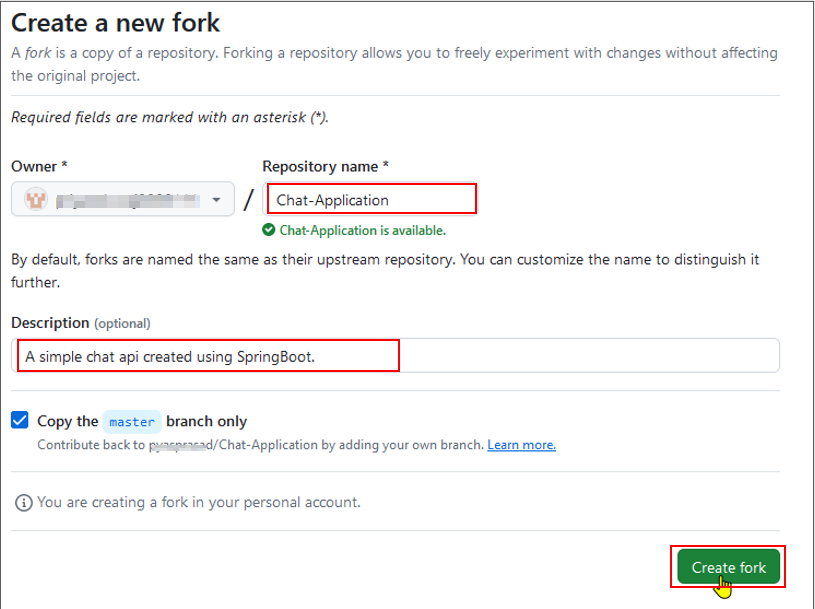 Create a new fork
A fork is a copy of a repository. Forking a repository allows you to freely experiment with changes without affecting
the original project.
Required fields are marked with an asterisk (*).
Owner * Repository name *
/ Chat-Application
Chat-Application is available.
By default, forks are named the same as their upstream repository. You can customize the name to distinguish it
further.
Description (optional)
A simple chat api created using SpringBoot.
Copy the master branch only
Contribute back to /Chat-Application by adding your own branch. Learn more.
You are creating a fork in your personal account.
Create fork